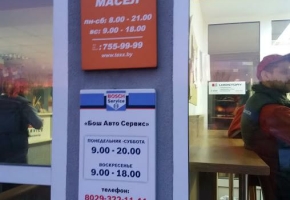 МАСЕЛ
пн-сб: 8.00 - 21.00
вс: 9.00 - 18.00
t.: 755-99-99
BOSCH
Service
«Бош Авто Сервис»
ПОНЕДЕЛЬНИК-СУББОТА
9.00 - 20.00
ВОСКРЕСЕНЬЕ
9.00 - 18.00
телефон: